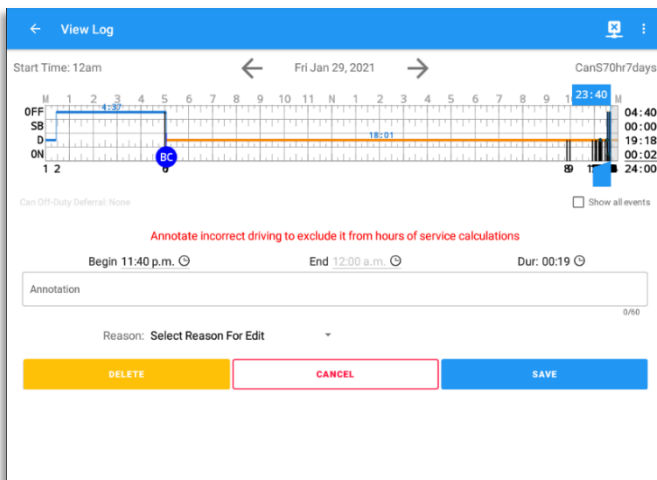 View Log
Start Time: 12am
Fri Jan 29, 2021
CanS70hr7days
23:40
M 1 2 3 4 5 6 7 8 9 10 11 N 1 2 3 4 5 6 7 8 9 M
OFF 4:37 04:40
SB 00:00
D 18:01 19:18
ON 00:02
BC
1 2 24:00
Can Off-Duty Deferral: None
Show all events
Annotate incorrect driving to exclude it from hours of service calculations
Begin 11:40 p.m. End 12:00 a.m. Dur: 00:19
Annotation
0/60
Reason: Select Reason For Edit
DELETE CANCEL SAVE